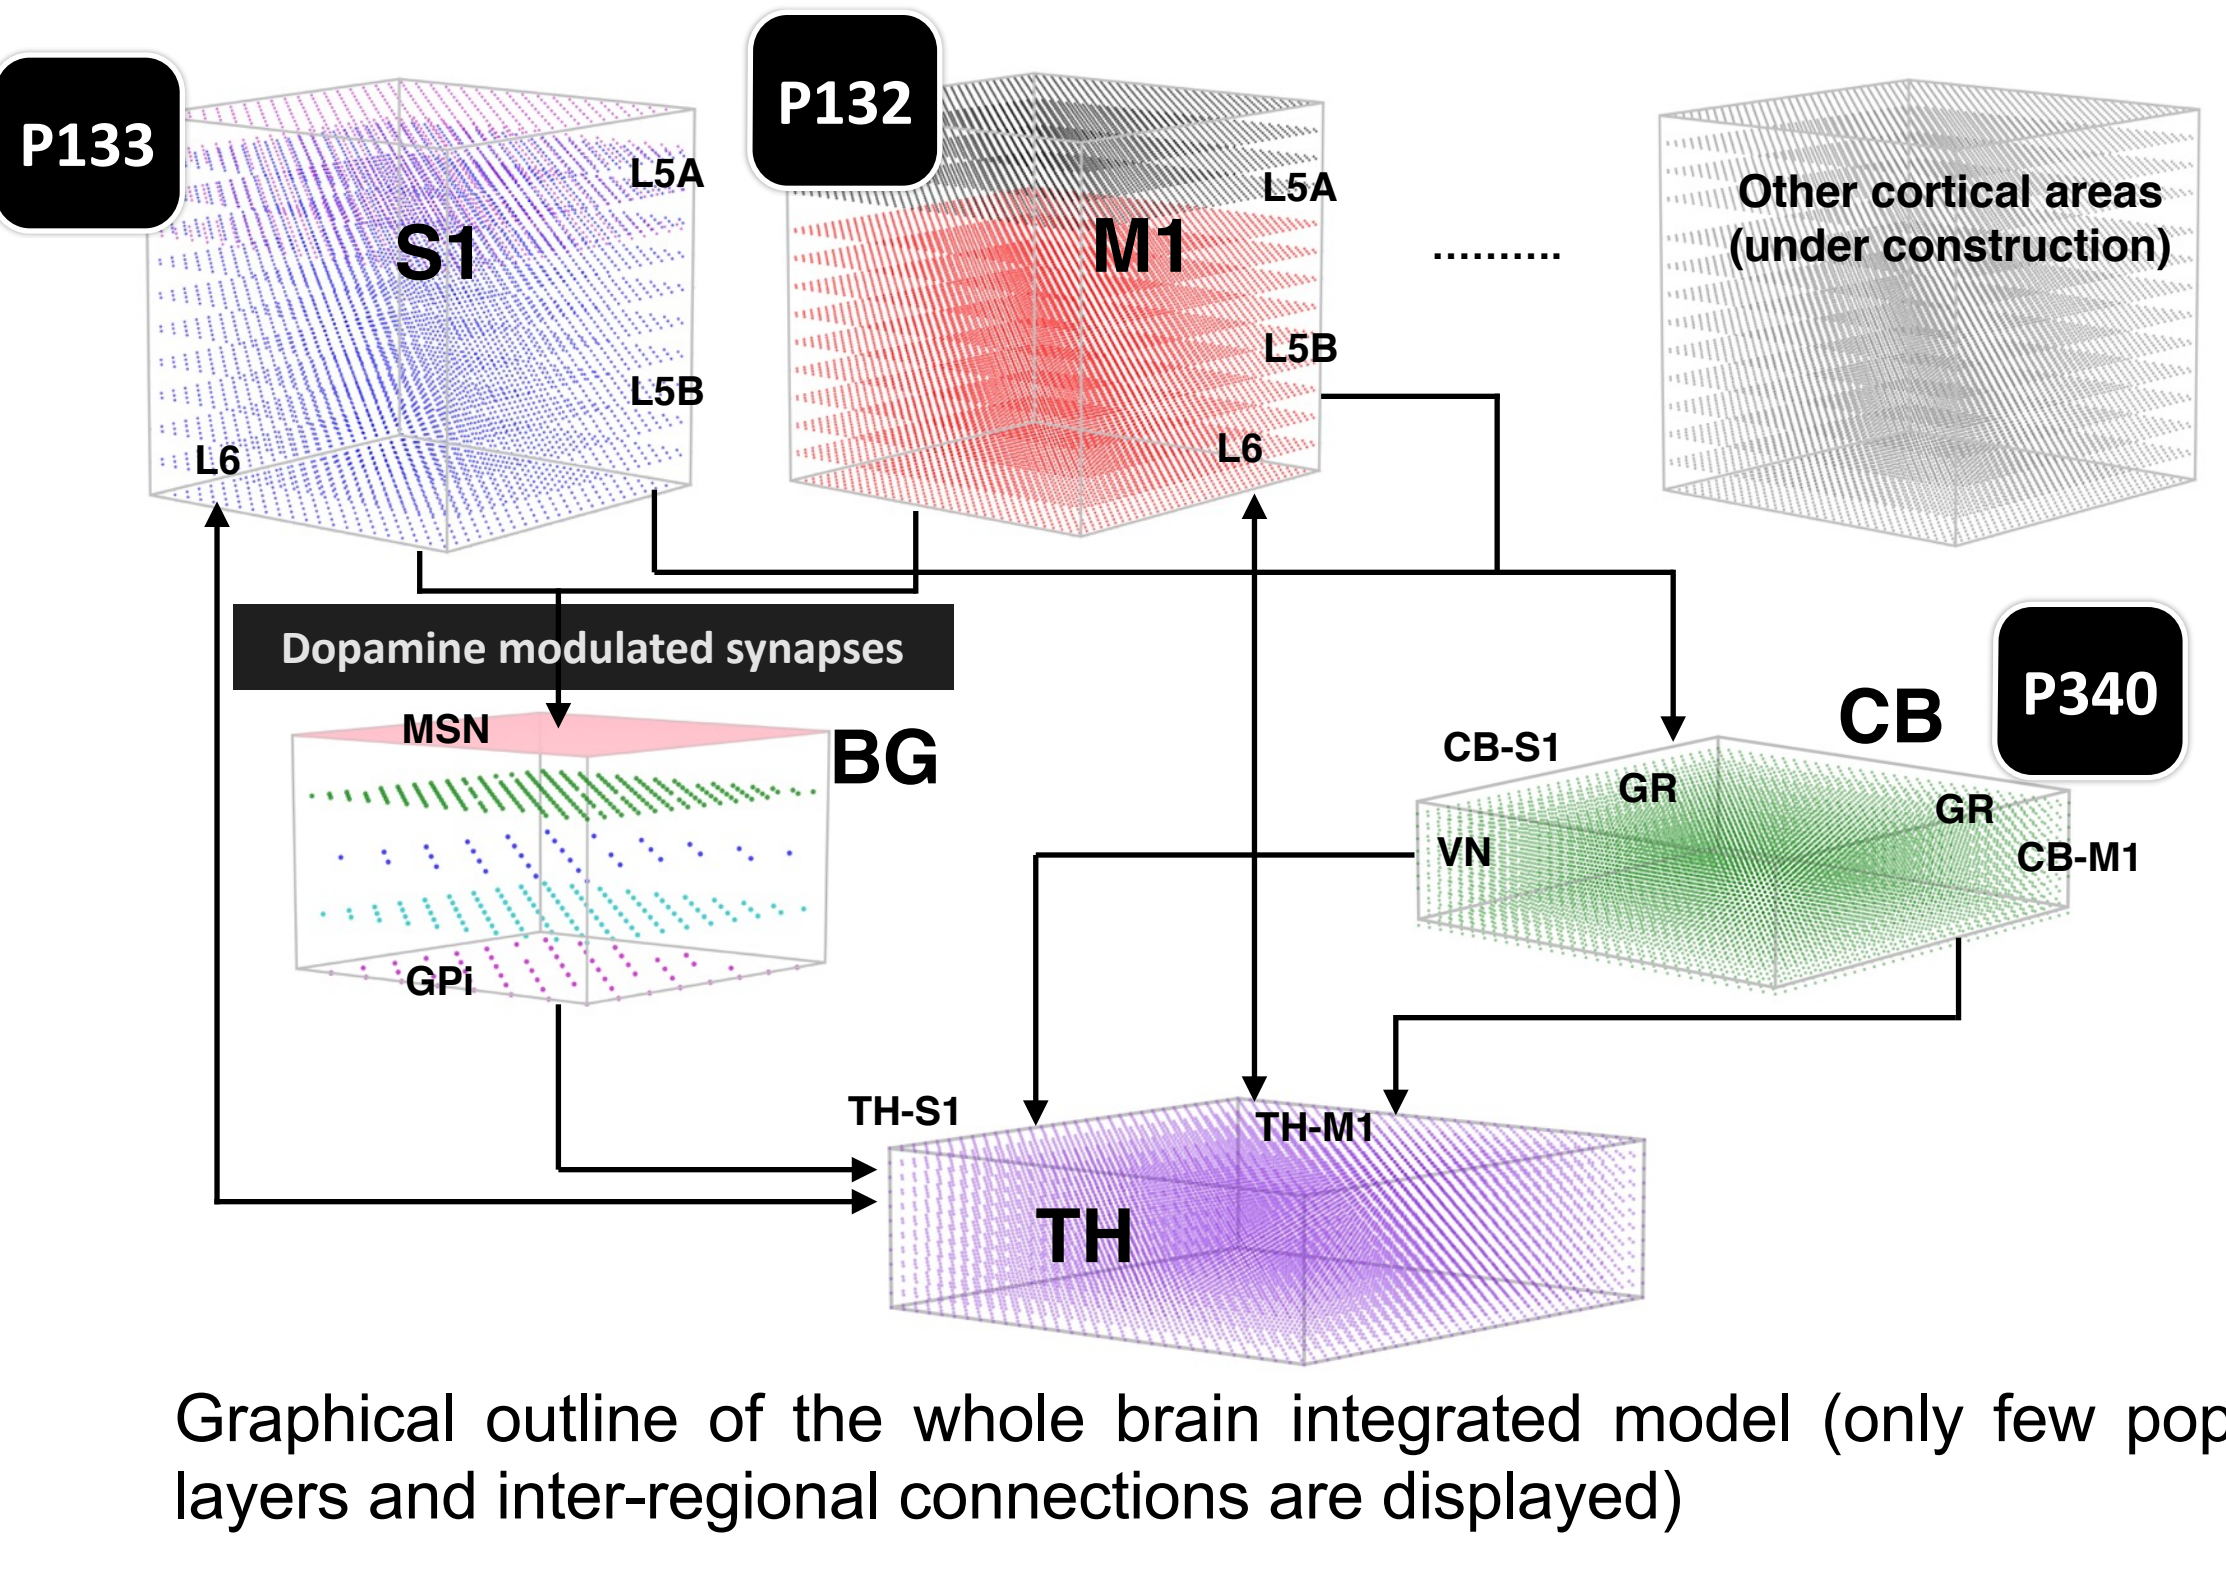 P133
P132
L5A
S1
L5B
L6
L5A
M1
L5B
L6
..........
Other cortical areas
(under construction)
Dopamine modulated synapses
MSN
BG
GPi
P340
CB
CB-S1
GR
GR
VN
CB-M1
TH-S1
TH-M1
TH
Graphical outline of the whole brain integrated model (only few pop
layers and inter-regional connections are displayed)